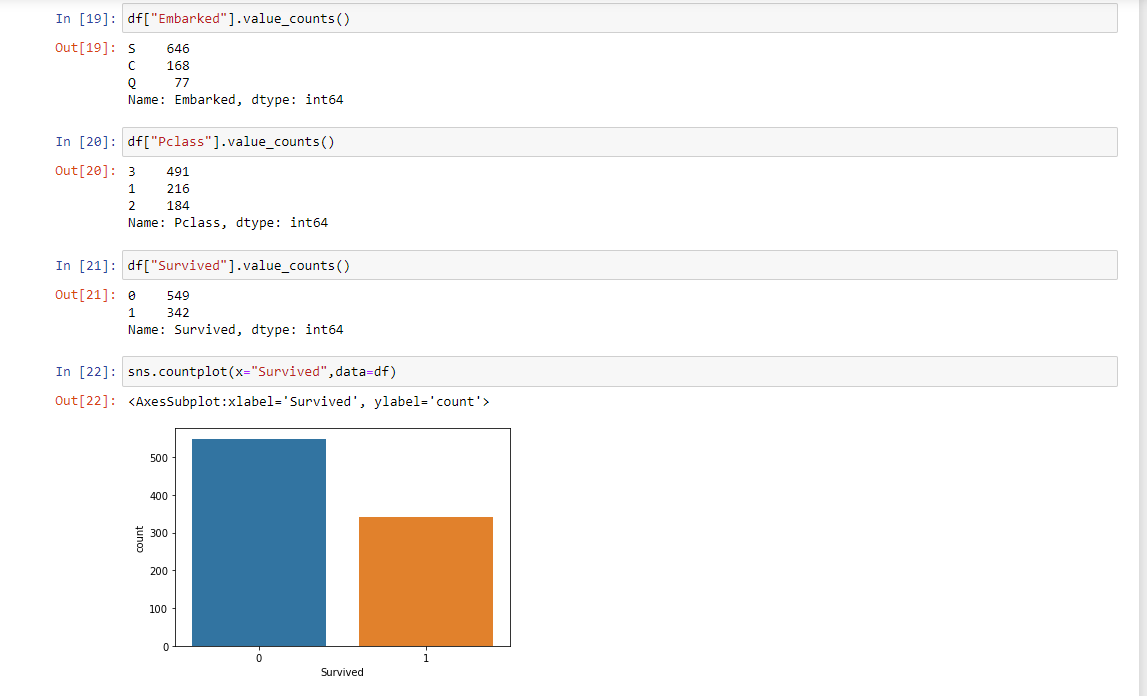 In [19]: df["Embarked"].value_counts()
Out[19]: S    646
C    168
Q     77
Name: Embarked, dtype: int64
In [20]: df["Pclass"].value_counts()
Out[20]: 3    491
1    216
2    184
Name: Pclass, dtype: int64
In [21]: df["Survived"].value_counts()
Out[21]: 0    549
1    342
Name: Survived, dtype: int64
In [22]: sns.countplot(x="Survived",data=df)
Out[22]: <AxesSubplot:xlabel='Survived', ylabel='count'>
500
400
300
200
100
0
count
0 1
Survived